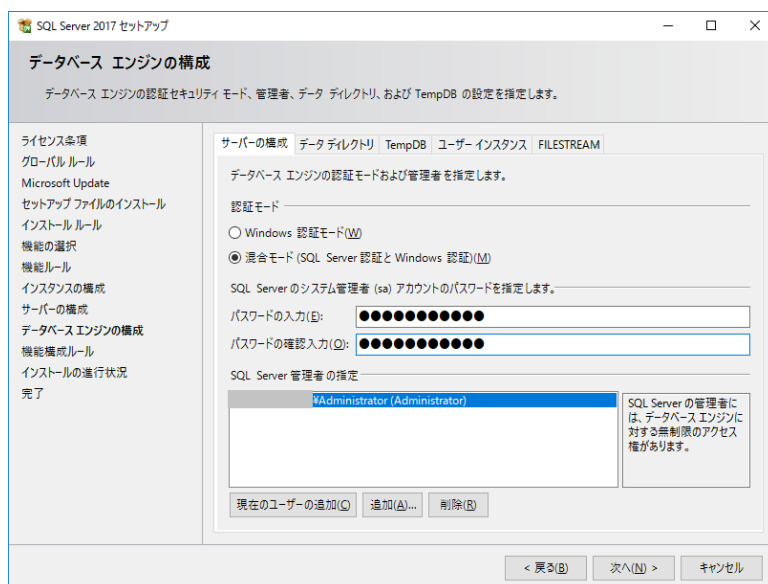 SQL Server 2017 セットアップ
データベース エンジンの構成
データベース エンジンの認証セキュリティ モード、管理者、データ ディレクトリ、および TempDB の設定を指定します。
ライセンス条項
グローバル ルール
Microsoft Update
セットアップ ファイルのインストール
インストール ルール
機能の選択
機能ルール
インスタンスの構成
サーバーの構成
データベース エンジンの構成
機能構成ルール
インストールの進行状況
完了
サーバーの構成 データ ディレクトリ TempDB ユーザー インスタンス FILESTREAM
データベース エンジンの認証モードおよび管理者を指定します。
認証モード
Windows 認証モード(W)
混合モード (SQL Server 認証と Windows 認証)(M)
SQL Server のシステム管理者 (sa) アカウントのパスワードを指定します。
パスワードの入力(E): ●●●●●●●●●●●
パスワードの確認入力(O): ●●●●●●●●●●●
SQL Server 管理者の指定
¥Administrator (Administrator)
SQL Server の管理者に
は、データベース エンジンに
対する無制限のアクセス
権があります。
現在のユーザーの追加(C) 追加(A)... 削除(R)
< 戻る(B) 次へ(N) > キャンセル